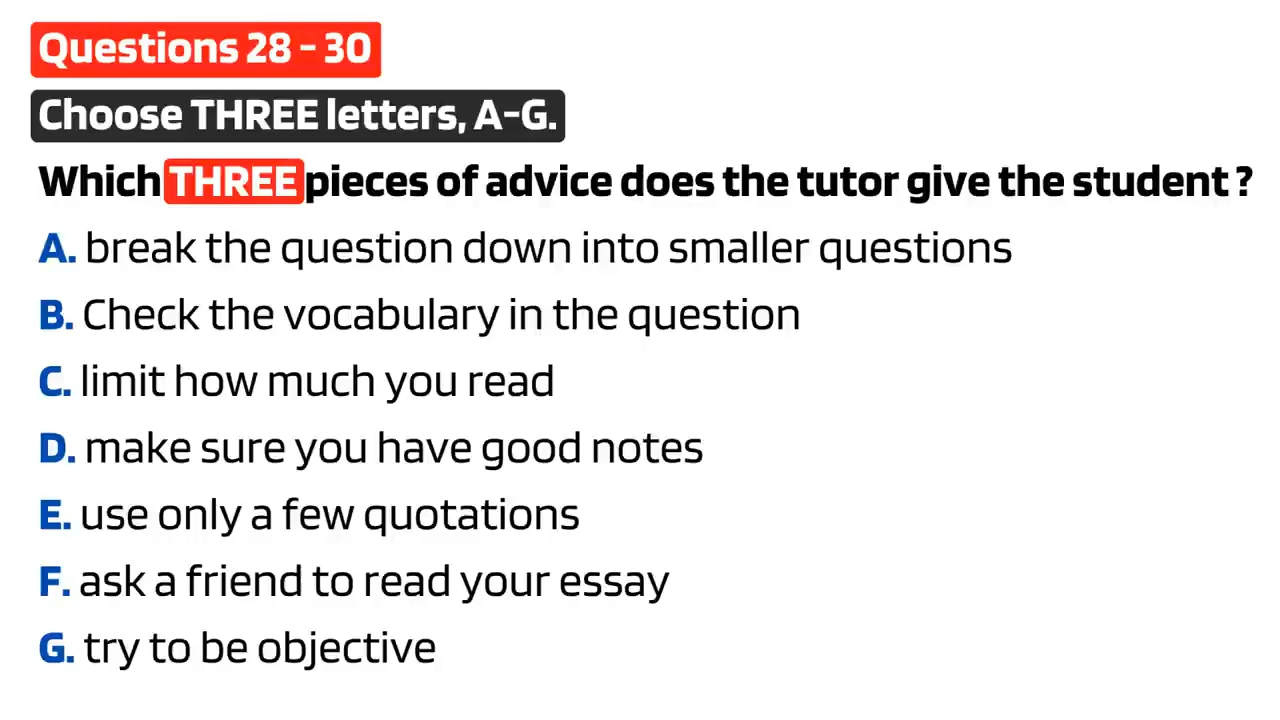 Questions 28 - 30
Choose THREE letters, A-G.
Which THREE pieces of advice does the tutor give the student ?
A. break the question down into smaller questions
B. Check the vocabulary in the question
C. limit how much you read
D. make sure you have good notes
E. use only a few quotations
F. ask a friend to read your essay
G. try to be objective